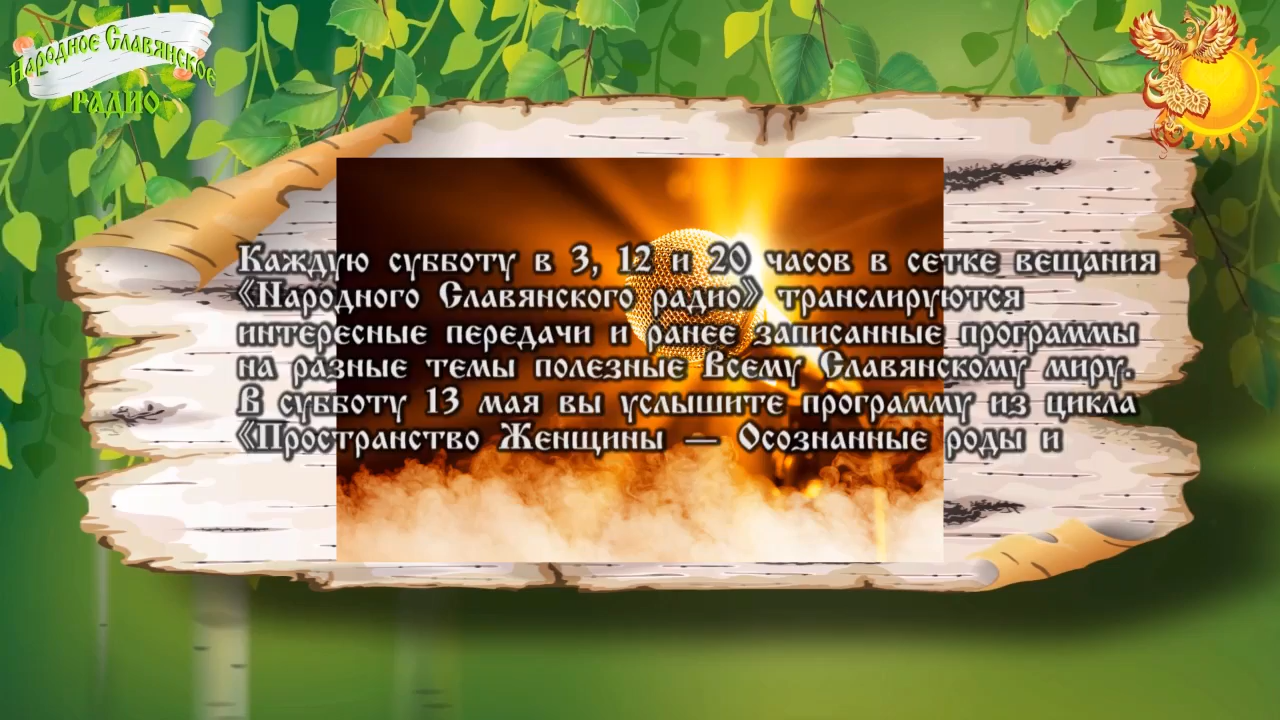 Народное Славянское
РАДИО
Каждую субботу в 3, 12 и 20 часов в сетке вещания
«Народного Славянского радио» транслируются
интересные передачи и ранее записанные программы
на разные темы полезные Всему Славянскому миру.
В субботу 13 мая вы услышите программу из цикла
«Пространство Женщины — Осознанные роды и